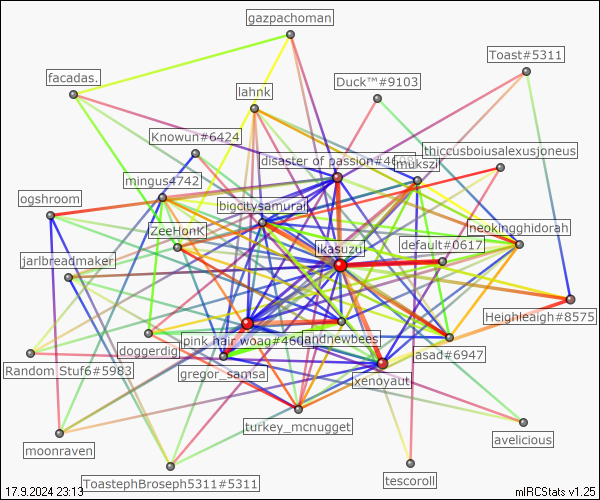 gazpachoman
Toast#5311
facadas.
Duck™#9103
lahnk
Knowun#6424
thiccusboiusalexusjoneus
disaster of passion#46
mukszi
mingus4742
ogshroom
bigcitysamurai
neokingghidorah
ZeeHonK
likasuzu
default#0617
jarlbreadmaker
Heighleaigh#8575
pink hair woag#460
andnewbees
doggerdig
asad#6947
Random Stuf6#5983
gregor_samsa
xenoyaut
turkey_mcnugget
avelicious
moonraven
tescoroll
ToastephBroseph5311#5311
17.9.2024 23:13
mIRCStats v1.25